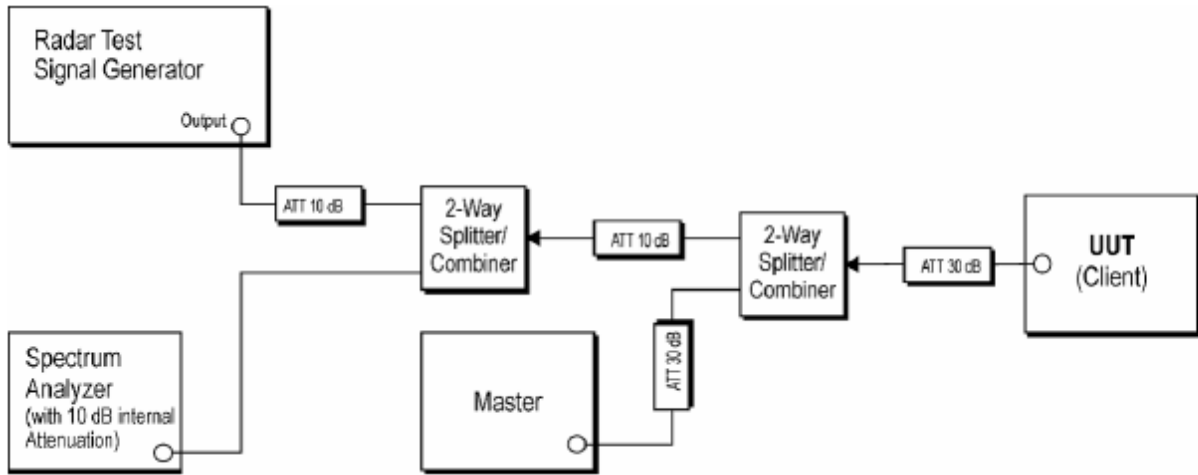 Radar Test
Signal Generator
Output
ATT 10 dB
2-Way
Splitter/
Combiner
ATT 10 dB
2-Way
Splitter/
Combiner
ATT 30 dB
UUT
(Client)
Spectrum
Analyzer
(with 10 dB internal
Attenuation)
Master
ATT 30 dB